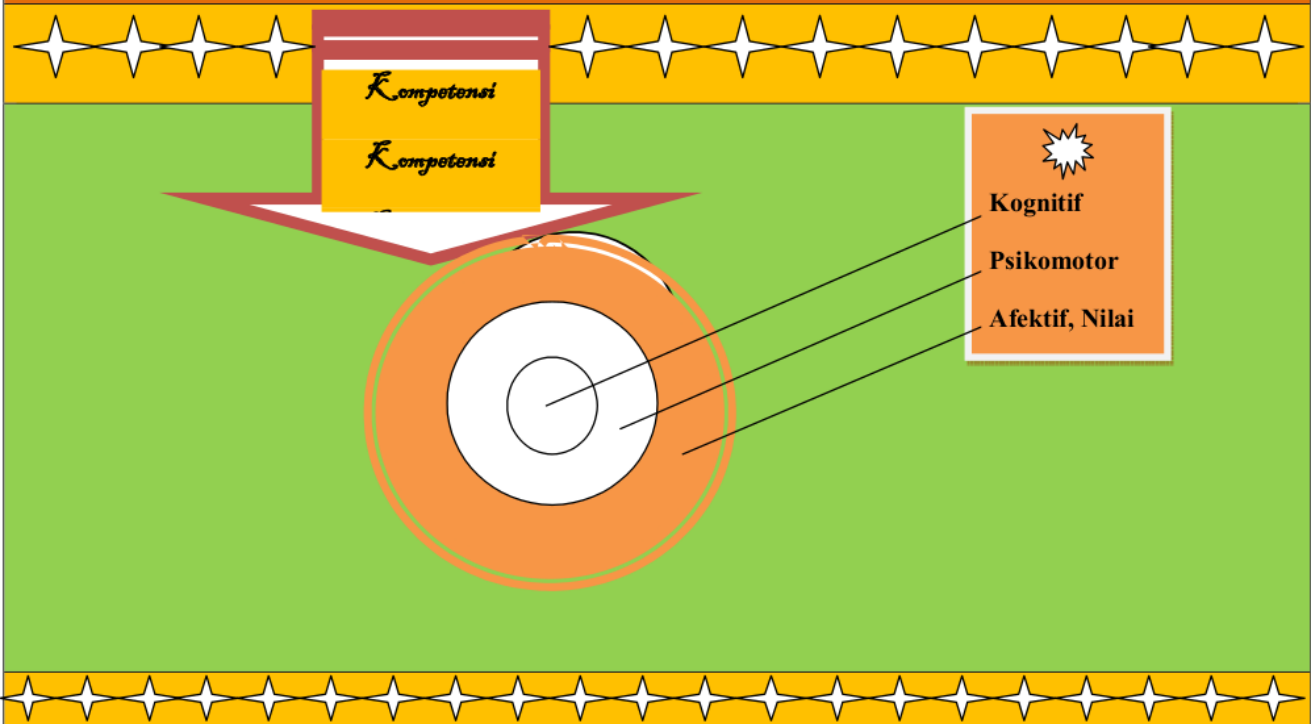 Kompetensi
Kompetensi
Kognitif
Psikomotor
Afektif, Nilai